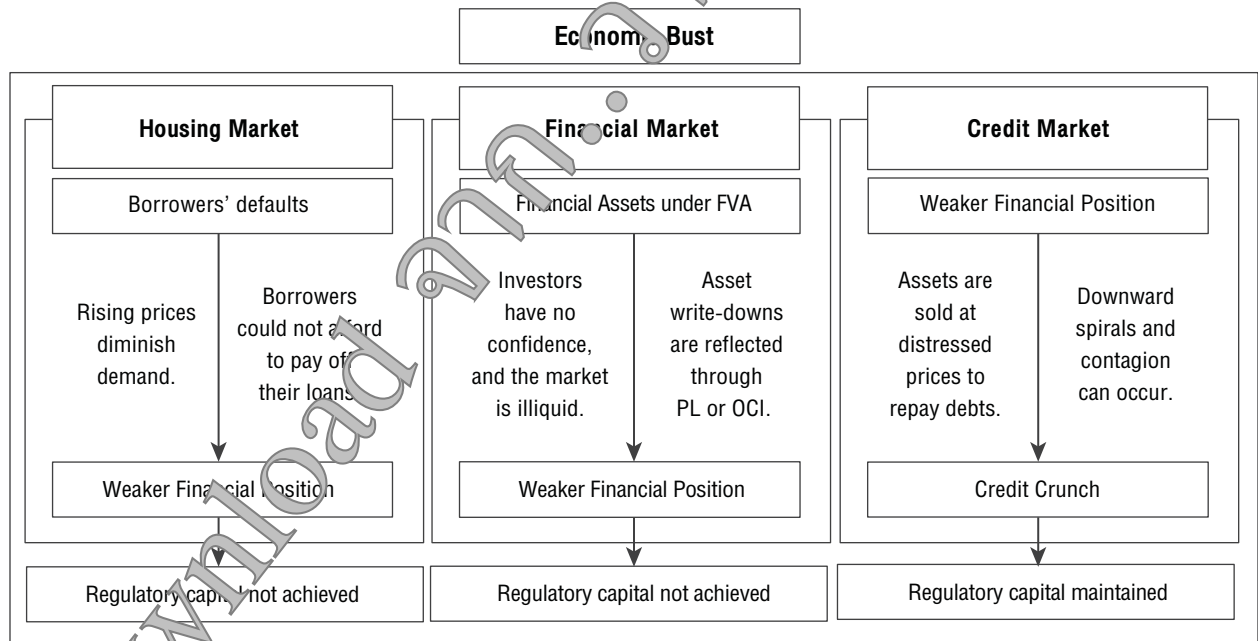 Economic Bust
Housing Market
Borrowers' defaults
Rising prices
diminish
demand.
Borrowers
could not afford
to pay off
their loans.
Weaker Financial Position
Regulatory capital not achieved
Financial Market
Financial Assets under FVA
Investors
have no
confidence,
and the market
is illiquid.
Asset
write-downs
are reflected
through
PL or OCI.
Weaker Financial Position
Regulatory capital not achieved
Credit Market
Weaker Financial Position
Assets are
sold at
distressed
prices to
repay debts.
Downward
spirals and
contagion
can occur.
Credit Crunch
Regulatory capital maintained
wnload จาก..